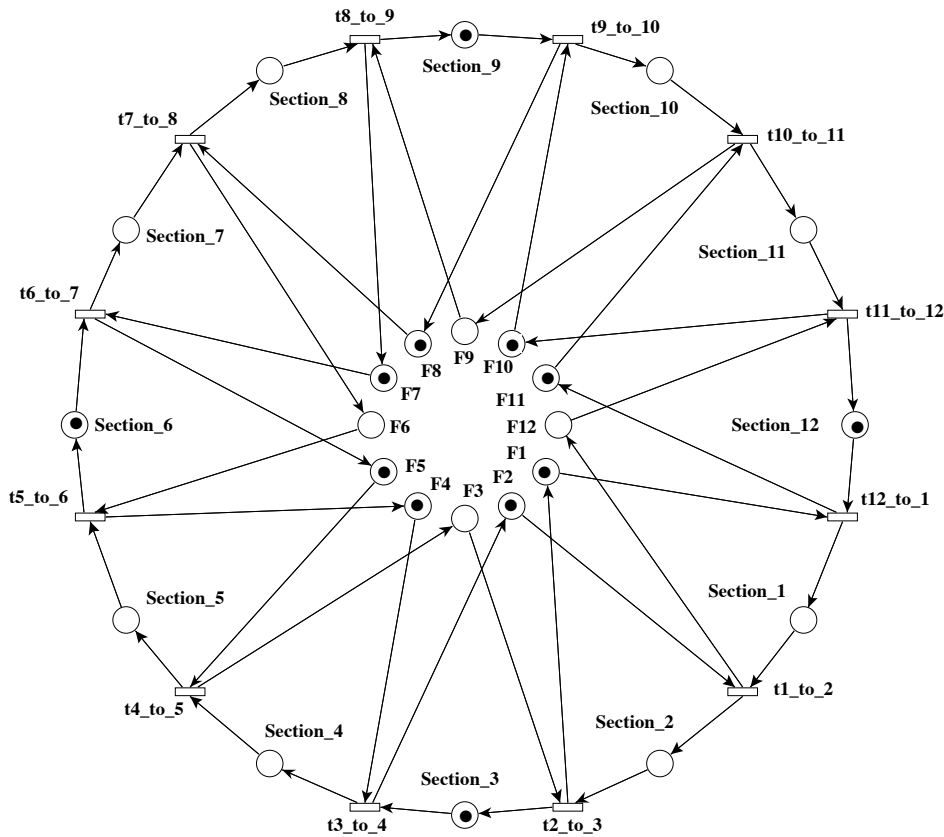 t8_to_9
t9_to_10
Section_9
Section_8
Section_10
t7_to_8
t10_to_11
Section_7
Section_11
t6_to_7
t11_to_12
F9
F10
F8
F7
F11
Section_6
F6
F12
Section_12
F5
F1
F4
F3
F2
t5_to_6
t12_to_1
Section_5
Section_1
t4_to_5
t1_to_2
Section_4
Section_2
Section_3
t3_to_4
t2_to_3